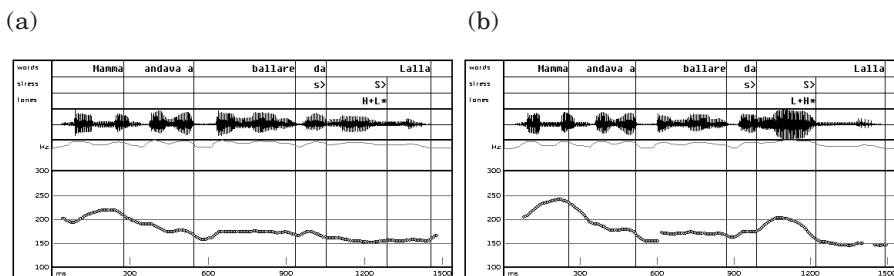 (a)
words Mamma andava a ballare da Lalla
stress s> S>
tones H+L*
Hz
300
250
200
150
100
ms 300 600 900 1200 1500
(b)
words Mamma andava a ballare da Lalla
stress s> S>
tones L+H*
Hz
300
250
200
150
100
ms 300 600 900 1200 1500